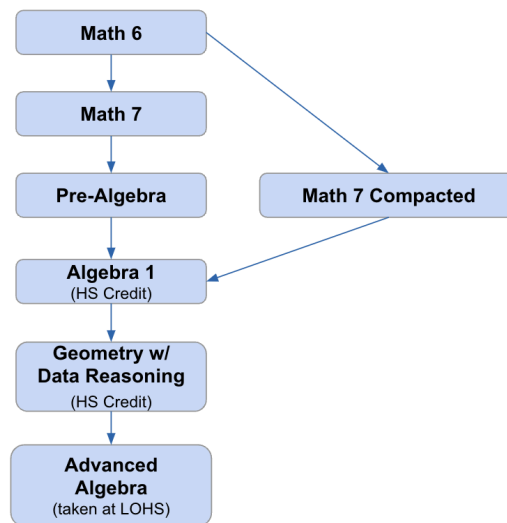 Math 6
Math 7
Pre-Algebra
Math 7 Compacted
Algebra 1
(HS Credit)
Geometry w/
Data Reasoning
(HS Credit)
Advanced
Algebra
(taken at LOHS)